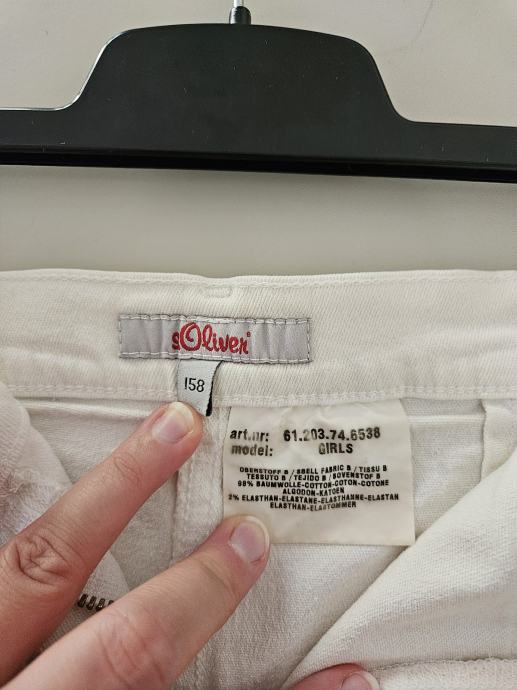 sOliver
158
art.nr: 61.203.74.6538
model: GIRLS
OBERSTOFF B / SHELL FABRIC B / TISSU B
TESSUTO B / TEJIDO B / BOVENSTOF B
98% BAUMWOLLE-COTTON-COTON-COTONE
ALGODON-KATOEN
2% ELASTHAN-ELASTANE-ELASTHANNE-ELASTAN
ELASTHAN-ELASTOMMER